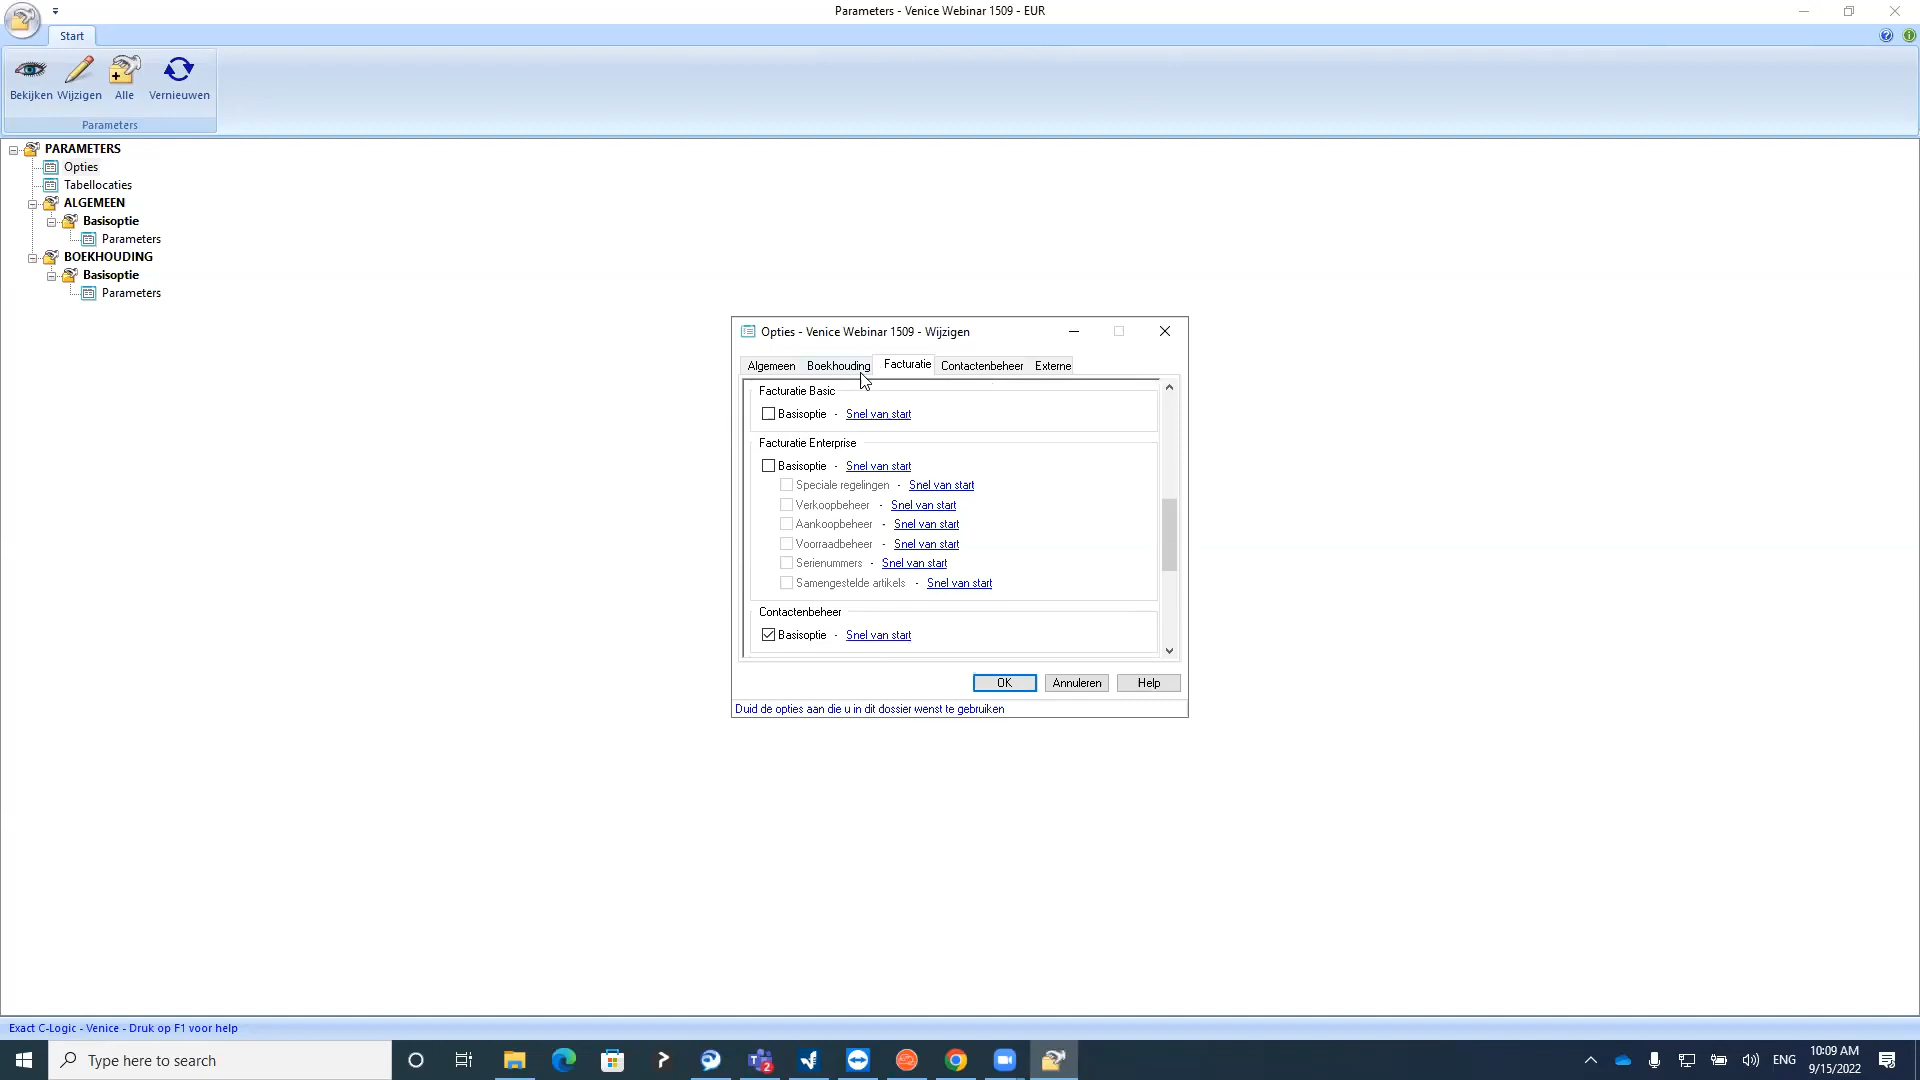 Parameters - Venice Webinar 1509 - EUR
Start
Bekijken Wijzigen Alle Vernieuwen
Parameters
PARAMETERS
Opties
Tabellocaties
ALGEMEEN
Basisoptie
Parameters
BOEKHOUDING
Basisoptie
Parameters
Opties - Venice Webinar 1509 - Wijzigen
Algemeen Boekhouding Facturatie Contactenbeheer Externe
Facturatie Basic
Basisoptie - Snel van start
Facturatie Enterprise
Basisoptie - Snel van start
Speciale regelingen - Snel van start
Verkoopbeheer - Snel van start
Aankoopbeheer - Snel van start
Voorraadbeheer - Snel van start
Serienummers - Snel van start
Samengestelde artikels - Snel van start
Contactenbeheer
Basisoptie - Snel van start
OK Annuleren Help
Duid de opties aan die u in dit dossier wenst te gebruiken
Exact C-Logic - Venice - Druk op F1 voor help
Type here to search
2
ENG
10:09 AM
9/15/2022